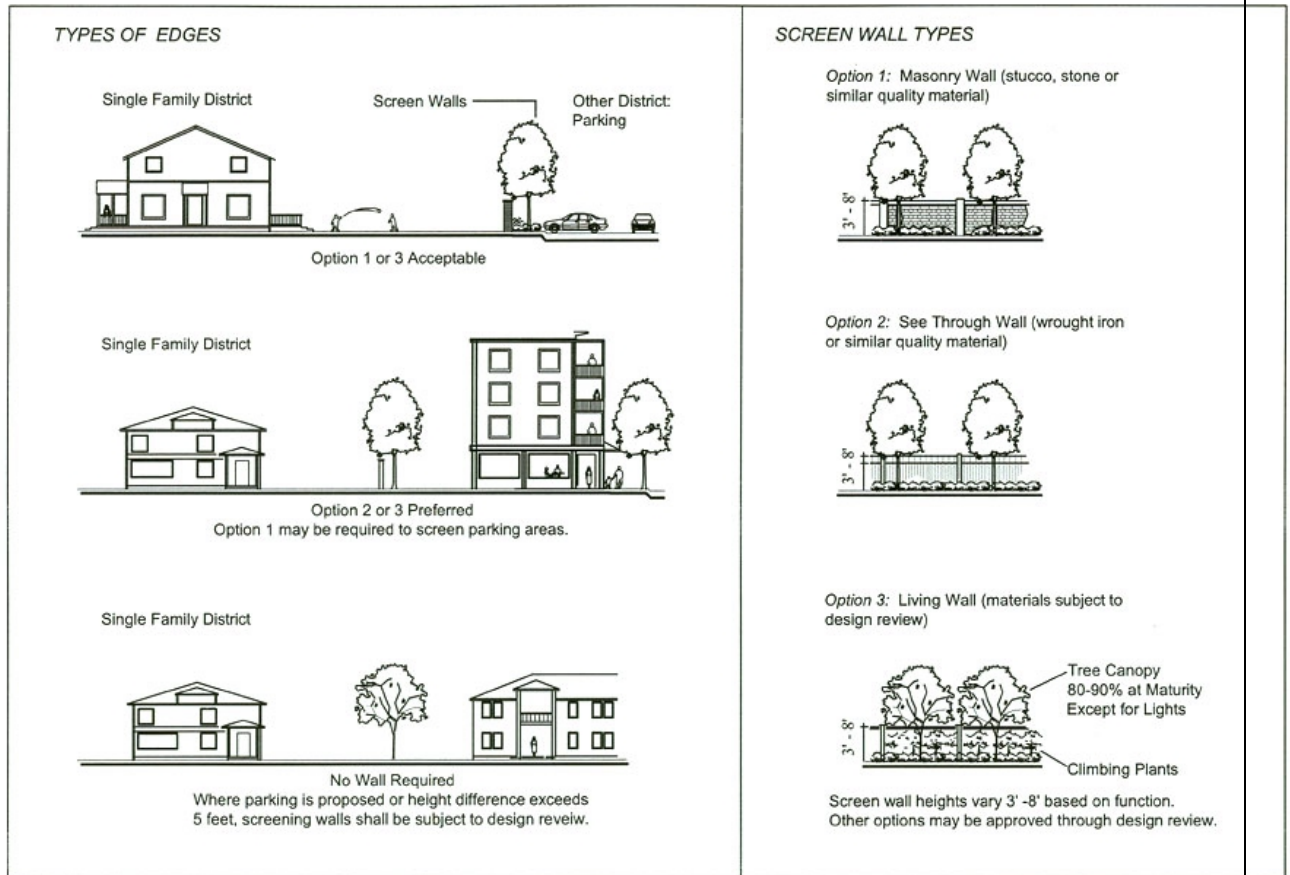 TYPES OF EDGES
Single Family District
Screen Walls
Other District:
Parking
Option 1 or 3 Acceptable
Single Family District
Option 2 or 3 Preferred
Option 1 may be required to screen parking areas.
Single Family District
No Wall Required
Where parking is proposed or height difference exceeds
5 feet, screening walls shall be subject to design reveiw.
SCREEN WALL TYPES
Option 1: Masonry Wall (stucco, stone or
similar quality material)
3' - 8'
Option 2: See Through Wall (wrought iron
or similar quality material)
3' - 8'
Option 3: Living Wall (materials subject to
design review)
3' - 8'
Tree Canopy
80-90% at Maturity
Except for Lights
Climbing Plants
Screen wall heights vary 3' -8' based on function.
Other options may be approved through design review.